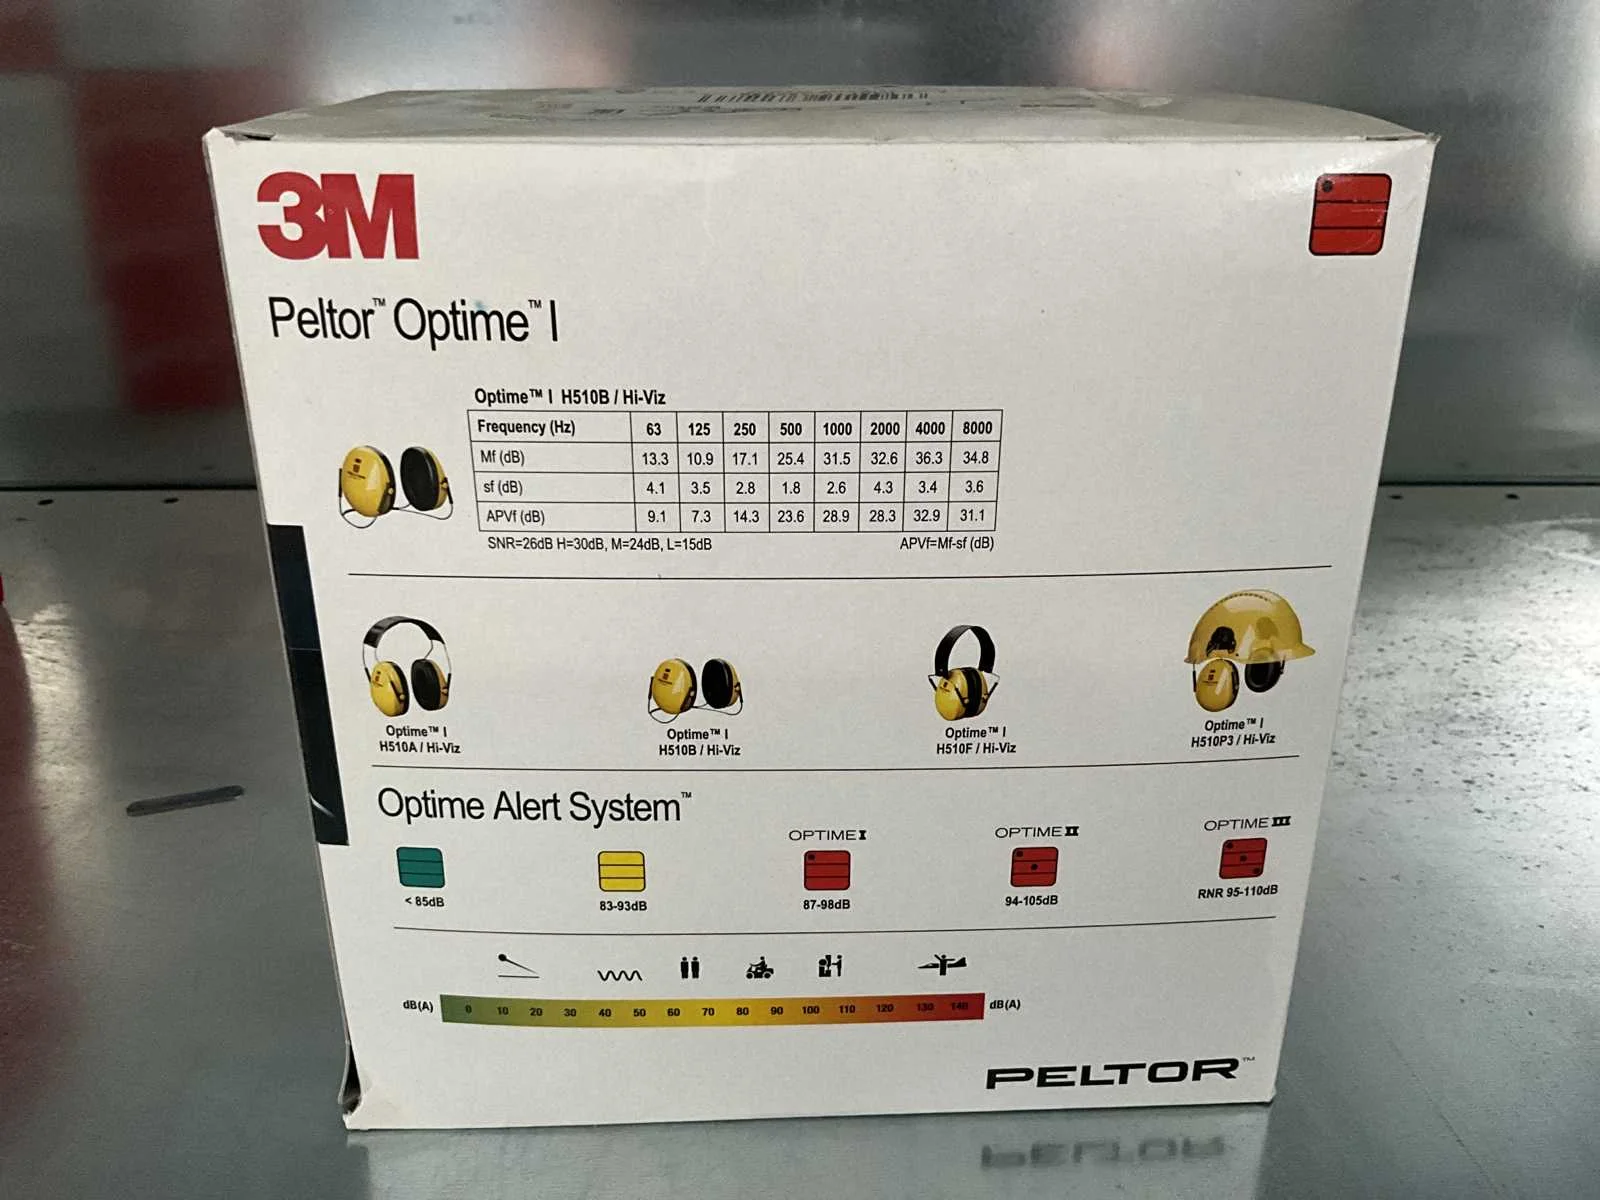 3M
Peltor™ Optime™ I
Optime™ I H510B / Hi-Viz
Frequency (Hz) 63 125 250 500 1000 2000 4000 8000
Mf (dB) 13.3 10.9 17.1 25.4 31.5 32.6 36.3 34.8
sf (dB) 4.1 3.5 2.8 1.8 2.6 4.3 3.4 3.6
APVf (dB) 9.1 7.3 14.3 23.6 28.9 28.3 32.9 31.1
SNR=26dB H=30dB, M=24dB, L=15dB APVf=Mf-sf (dB)
Optime™ I
H510A / Hi-Viz
Optime™ I
H510B / Hi-Viz
Optime™ I
H510F / Hi-Viz
Optime™ I
H510P3 / Hi-Viz
Optime Alert System™
OPTIME I
OPTIME II
OPTIME III
< 85dB
83-93dB
87-98dB
94-105dB
RNR 95-110dB
dB(A) 0 10 20 30 40 50 60 70 80 90 100 110 120 130 140 dB(A)
PELTOR™